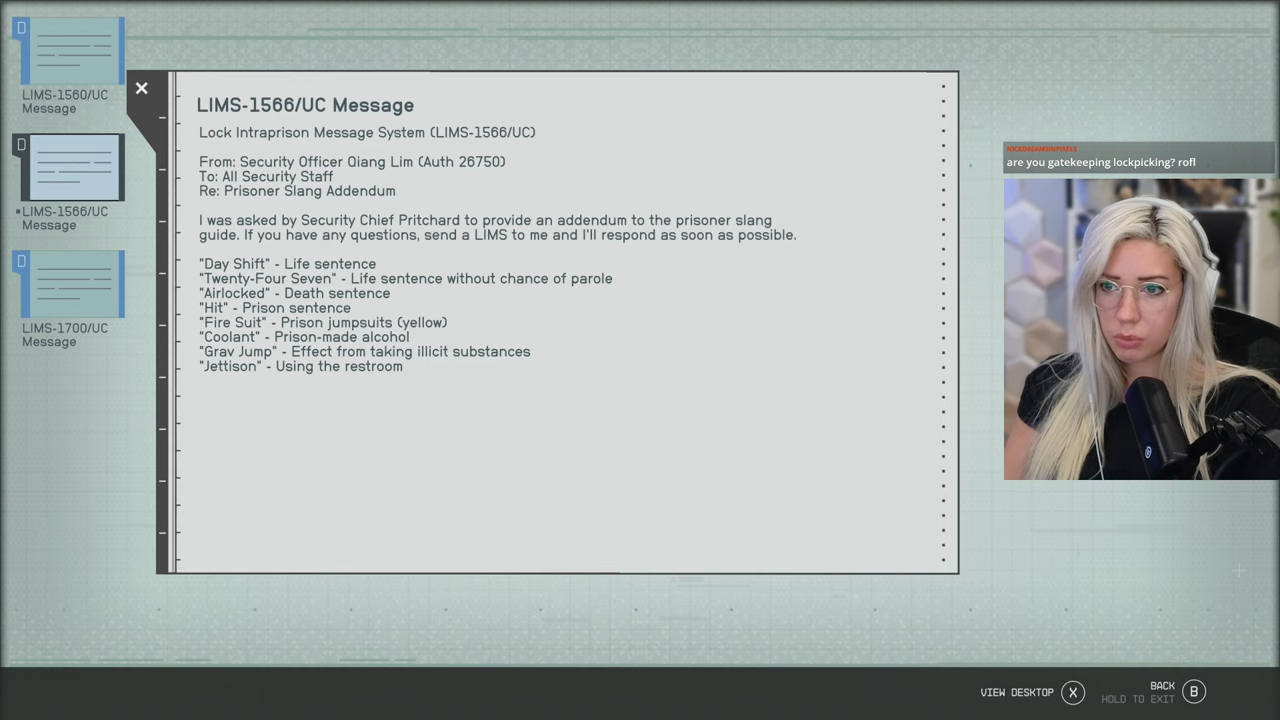 D
LIMS-1560/UC
Message
D
LIMS-1566/UC
Message
D
LIMS-1700/UC
Message
LIMS-1566/UC Message
Lock Intraprison Message System (LIMS-1566/UC)
From: Security Officer Qiang Lim (Auth 26750)
To: All Security Staff
Re: Prisoner Slang Addendum
I was asked by Security Chief Pritchard to provide an addendum to the prisoner slang
guide. If you have any questions, send a LIMS to me and I'll respond as soon as possible.
"Day Shift" - Life sentence
"Twenty-Four Seven" - Life sentence without chance of parole
"Airlocked" - Death sentence
"Hit" - Prison sentence
"Fire Suit" - Prison jumpsuits (yellow)
"Coolant" - Prison-made alcohol
"Grav Jump" - Effect from taking illicit substances
"Jettison" - Using the restroom
are you gatekeeping lockpicking? rofl
VIEW DESKTOP X
BACK B
HOLD TO EXIT